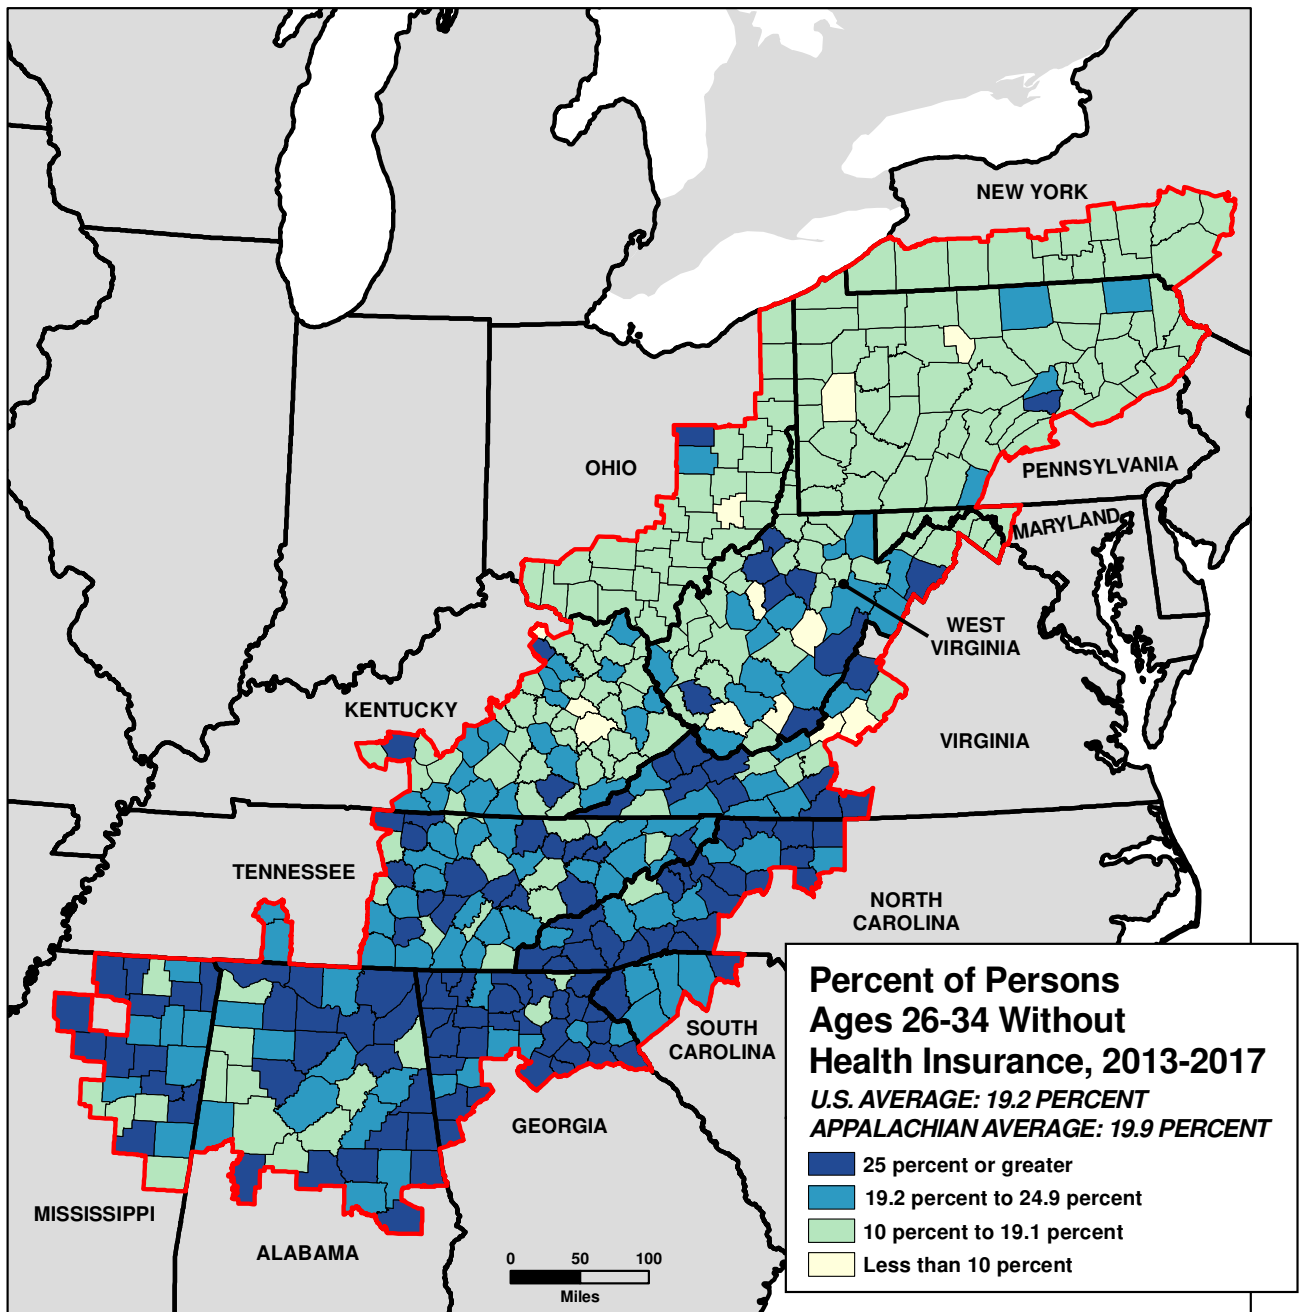 NEW YORK
OHIO
PENNSYLVANIA
MARYLAND
WEST
VIRGINIA
KENTUCKY
VIRGINIA
TENNESSEE
NORTH
CAROLINA
SOUTH
CAROLINA
GEORGIA
MISSISSIPPI
ALABAMA
0 50 100
Miles
Percent of Persons
Ages 26-34 Without
Health Insurance, 2013-2017
U.S. AVERAGE: 19.2 PERCENT
APPALACHIAN AVERAGE: 19.9 PERCENT
25 percent or greater
19.2 percent to 24.9 percent
10 percent to 19.1 percent
Less than 10 percent